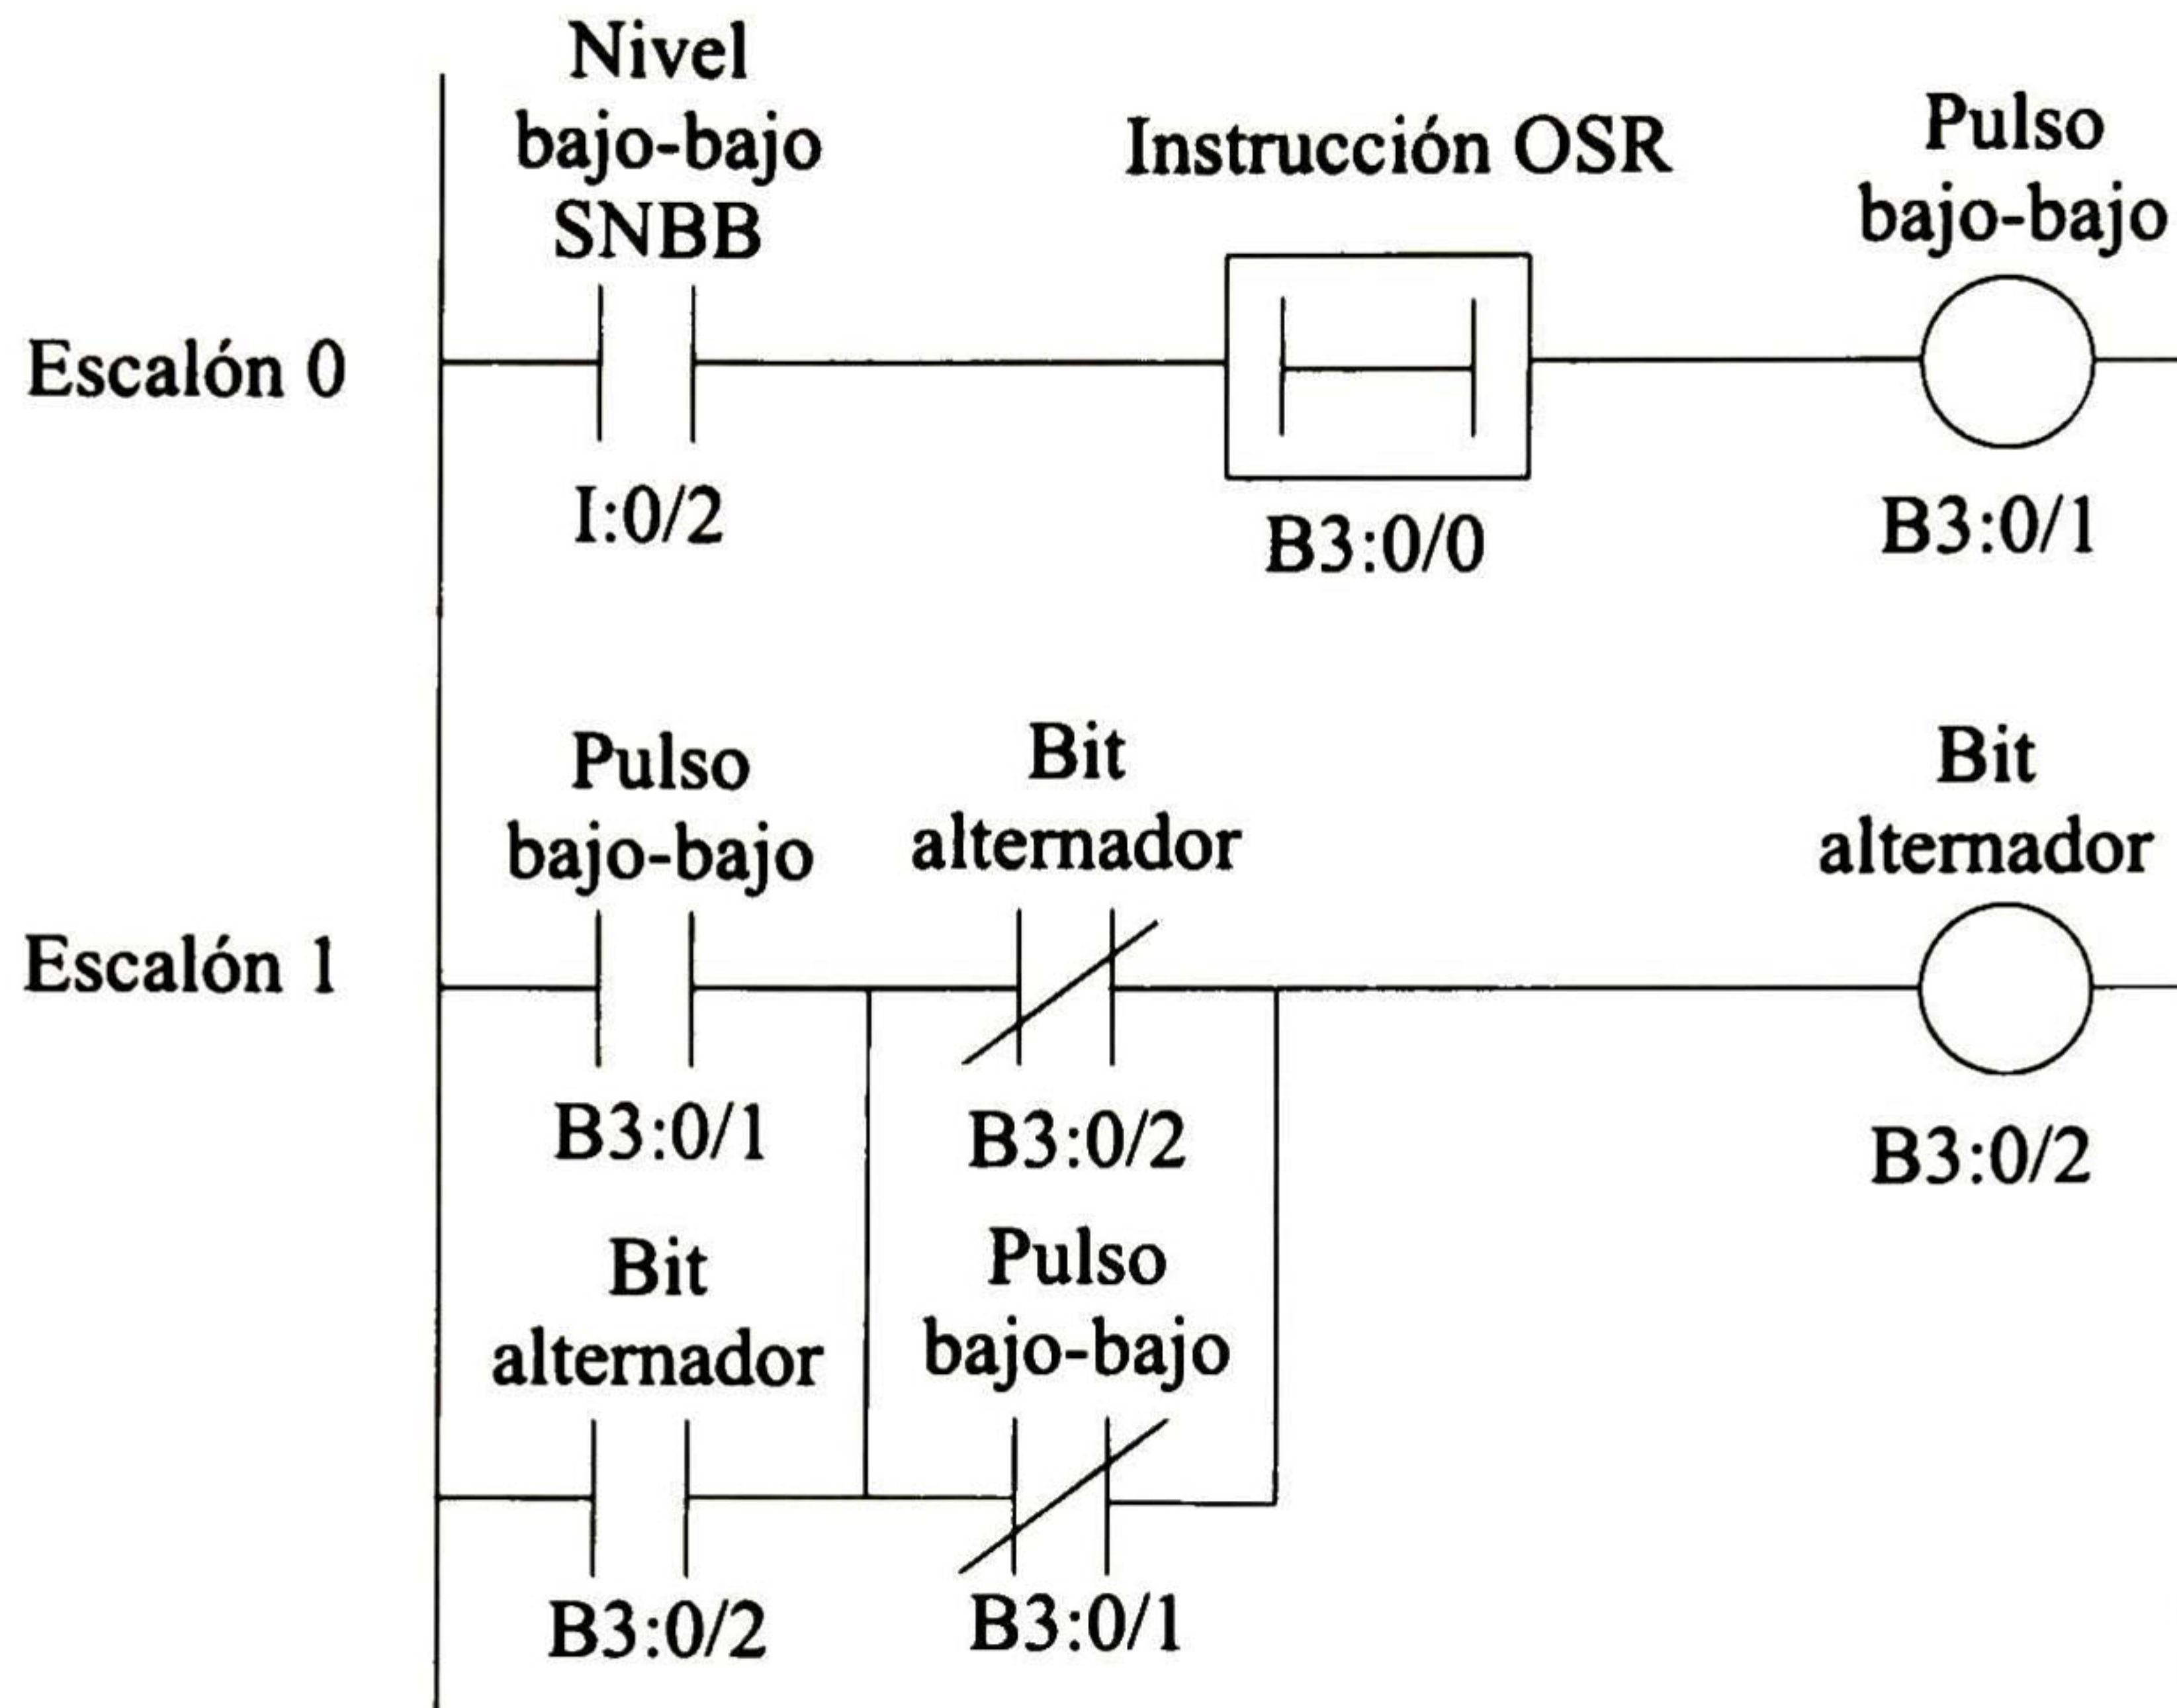 Nivel
bajo-bajo
SNBB
Instrucción OSR
Pulso
bajo-bajo
Escalón 0
I:0/2
B3:0/0
B3:0/1
Pulso
bajo-bajo
Bit
alternador
Bit
alternador
Escalón 1
B3:0/1
B3:0/2
B3:0/2
Bit
alternador
Pulso
bajo-bajo
B3:0/2
B3:0/1